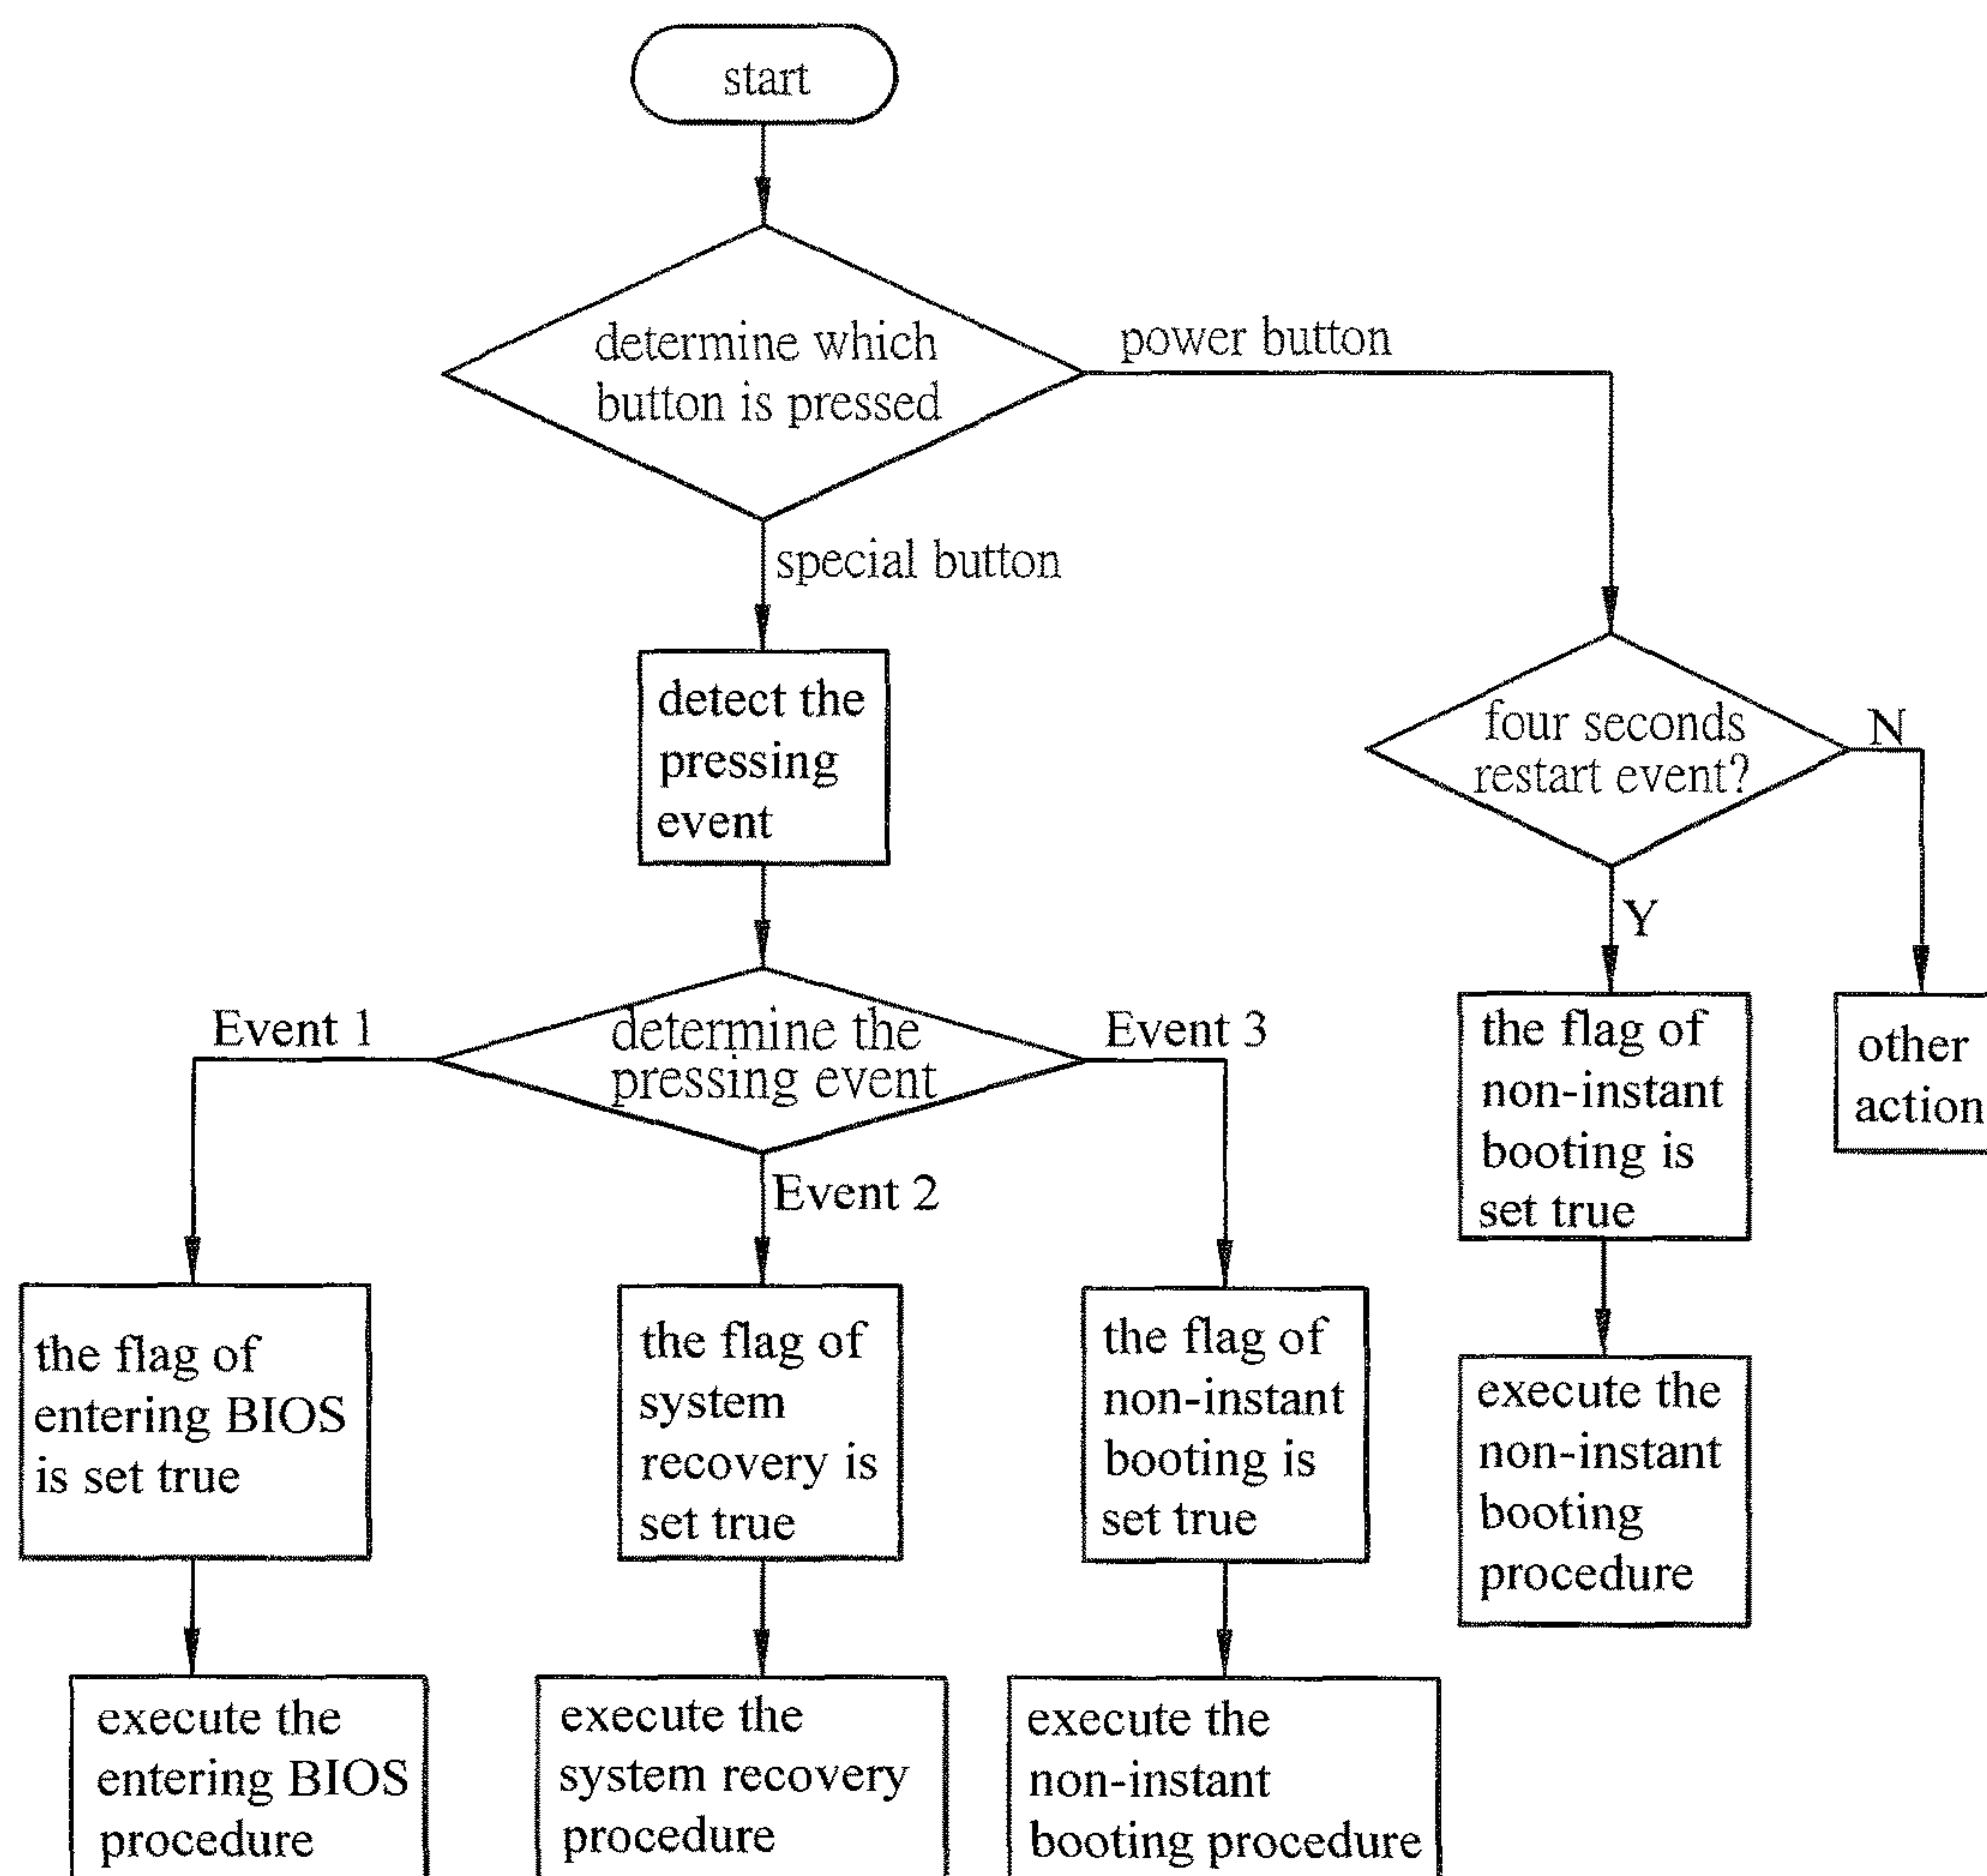 start
determine which
button is pressed
power button
special button
detect the
pressing
event
four seconds
restart event?
N
Y
determine the
pressing event
Event 1
Event 2
Event 3
the flag of
entering BIOS
is set true
the flag of
system
recovery is
set true
the flag of
non-instant
booting is
set true
the flag of
non-instant
booting is
set true
other
action
execute the
non-instant
booting
procedure
execute the
entering BIOS
procedure
execute the
system recovery
procedure
execute the
non-instant
booting procedure